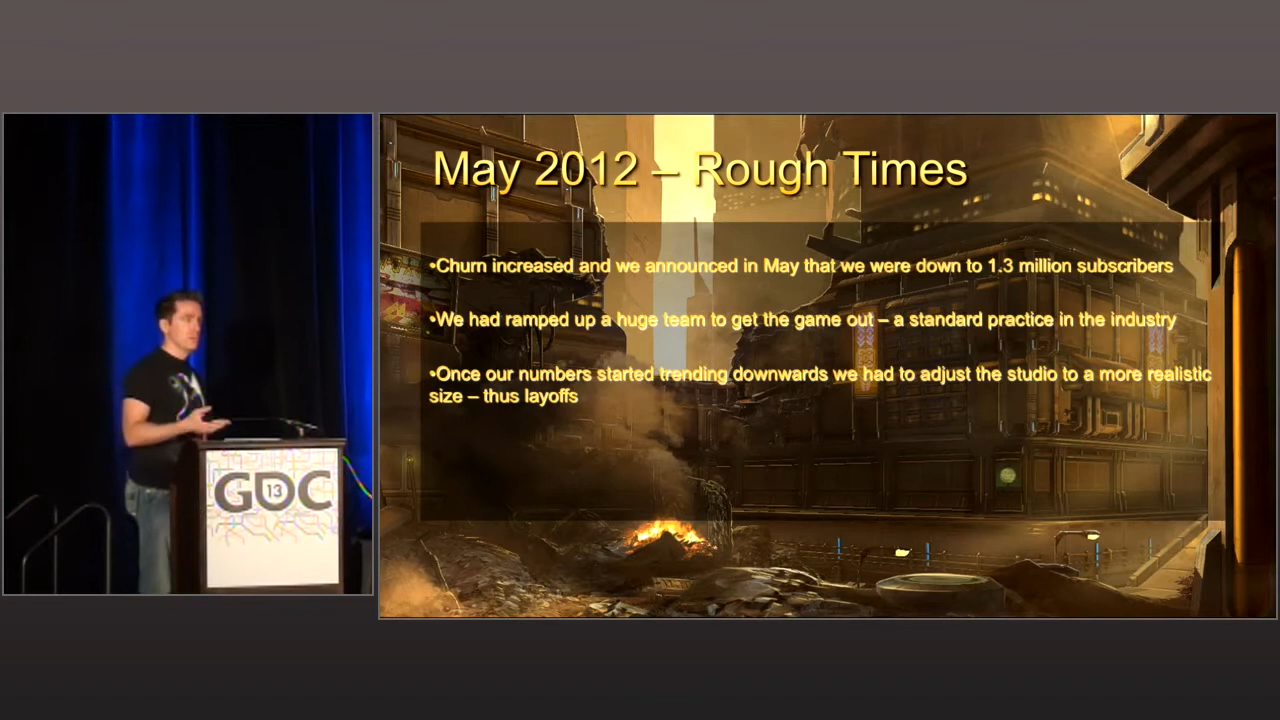 May 2012 – Rough Times
•Churn increased and we announced in May that we were down to 1.3 million subscribers
•We had ramped up a huge team to get the game out – a standard practice in the industry
•Once our numbers started trending downwards we had to adjust the studio to a more realistic
size – thus layoffs
GDC
13